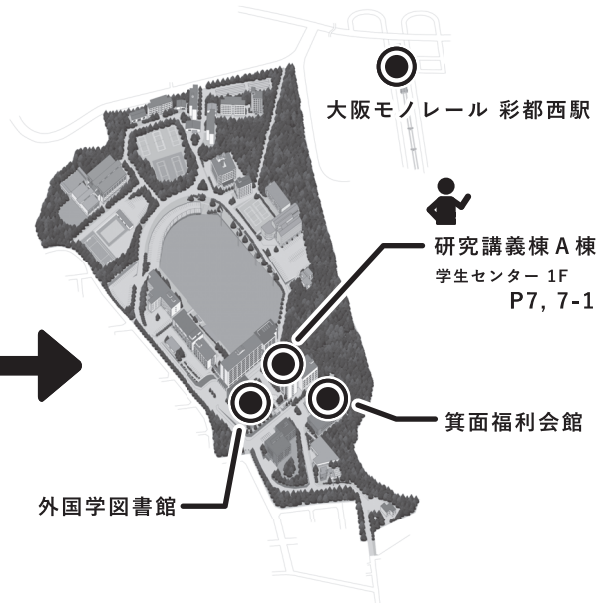 大阪モノレール 彩都西駅
研究講義棟A棟
学生センター 1F
P7, 7-1
箕面福利会館
外国学図書館